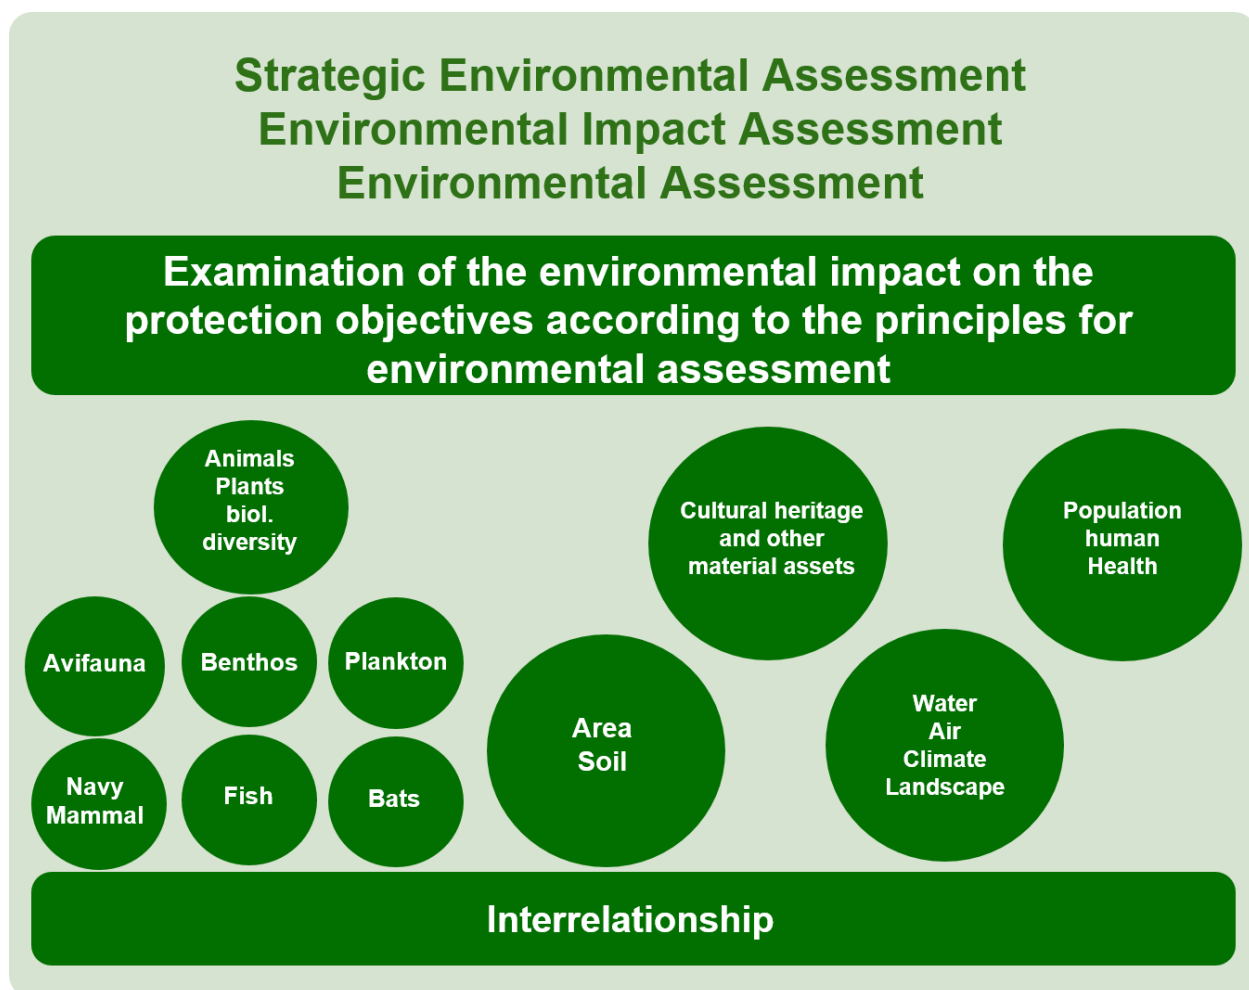 Strategic Environmental Assessment
Environmental Impact Assessment
Environmental Assessment
Examination of the environmental impact on the
protection objectives according to the principles for
environmental assessment
Animals
Plants
biol.
diversity
Cultural heritage
and other
material assets
Population
human
Health
Avifauna
Benthos
Plankton
Navy
Mammal
Fish
Bats
Area
Soil
Water
Air
Climate
Landscape
Interrelationship